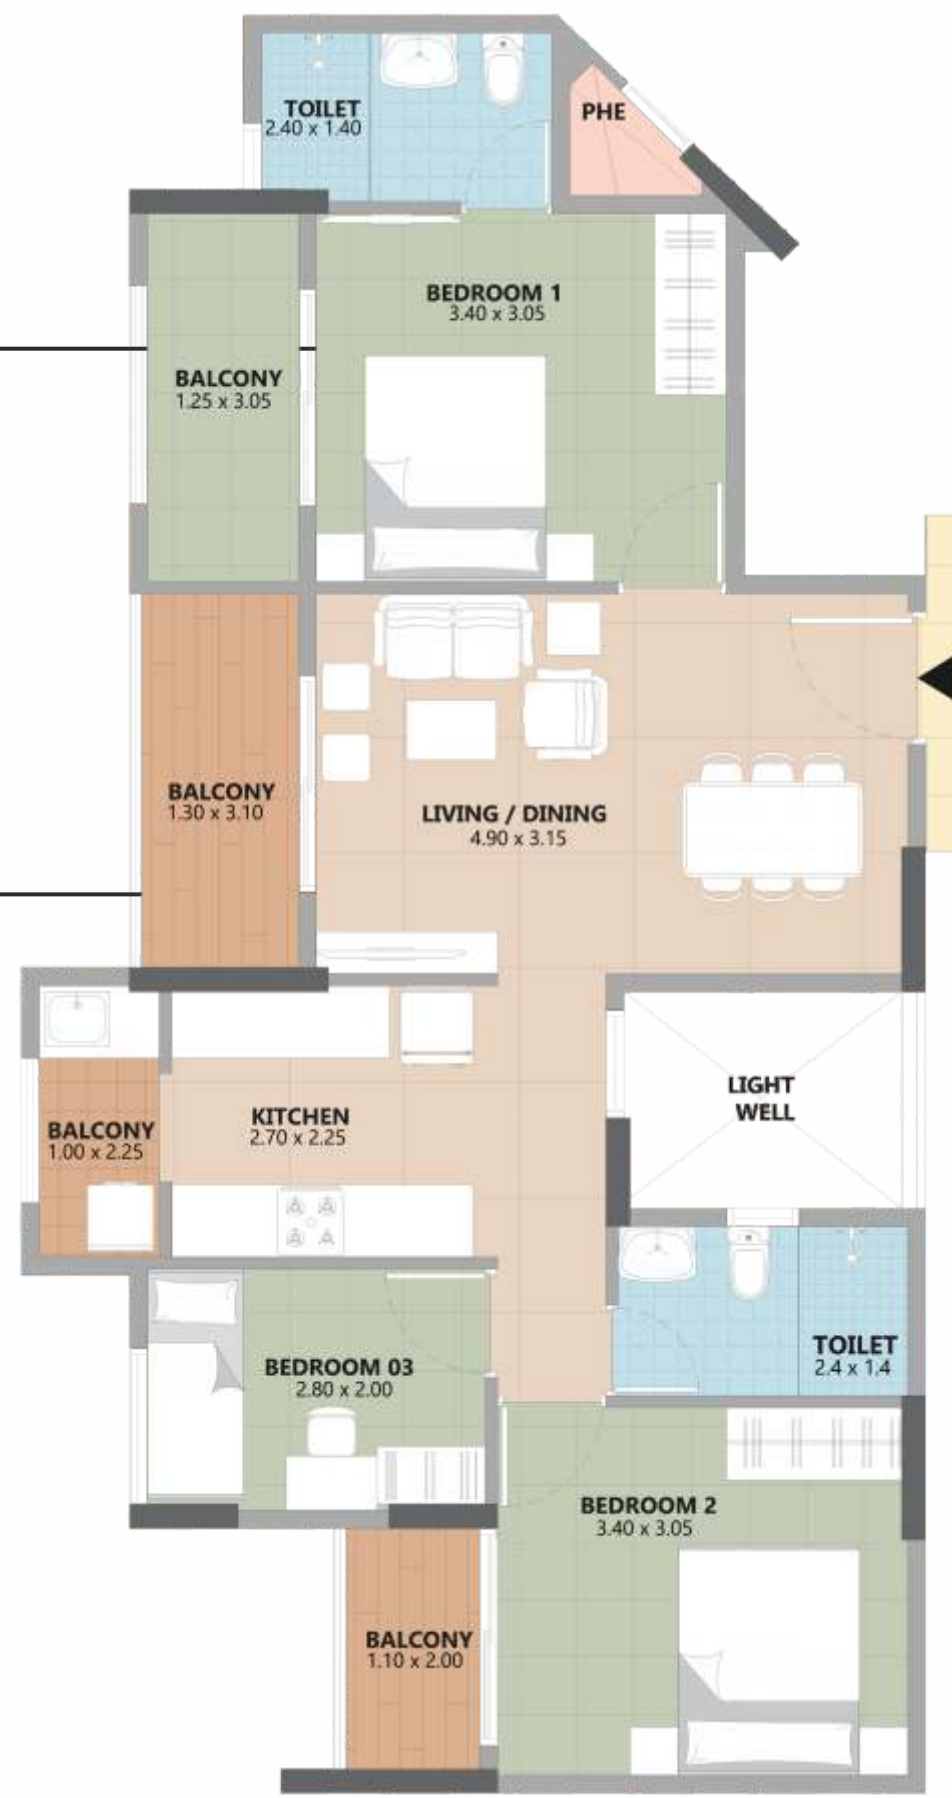 TOILET
2.40 x 1.40
PHE
BEDROOM 1
3.40 x 3.05
BALCONY
1.25 x 3.05
BALCONY
1.30 x 3.10
LIVING / DINING
4.90 x 3.15
LIGHT
WELL
KITCHEN
2.70 x 2.25
BALCONY
1.00 x 2.25
TOILET
2.4 x 1.4
BEDROOM 03
2.80 x 2.00
BEDROOM 2
3.40 x 3.05
BALCONY
1.10 x 2.00